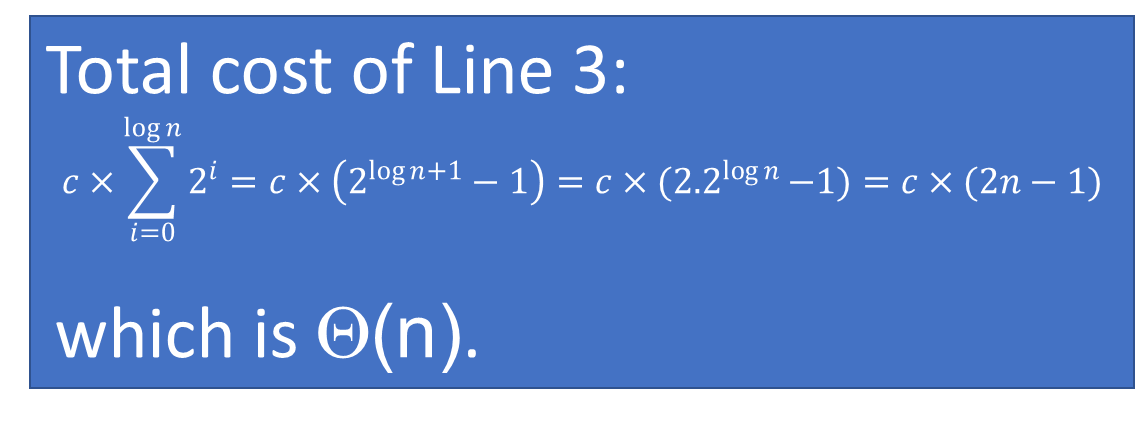 Total cost of Line 3:
log n
c × ∑ 2^i = c × (2^{log n+1} – 1) = c × (2.2^{log n} –1) = c × (2n – 1)
i=0
which is Θ(n).